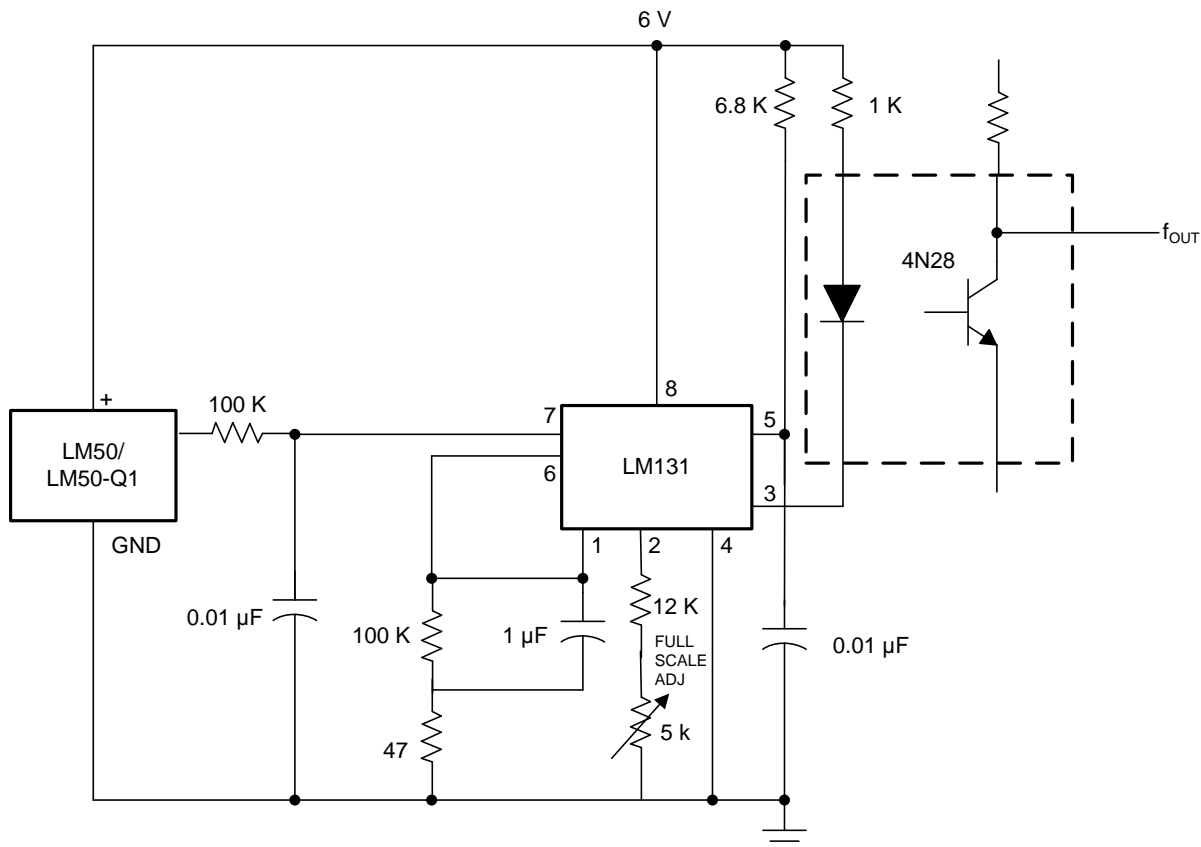 6 V
6.8 K
1 K
f_OUT
4N28
+
100 K
8
7
5
LM50/
LM50-Q1
6
LM131
3
GND
1
2
4
0.01 µF
12 K
100 K
1 µF
FULL
SCALE
ADJ
0.01 µF
5 k
47